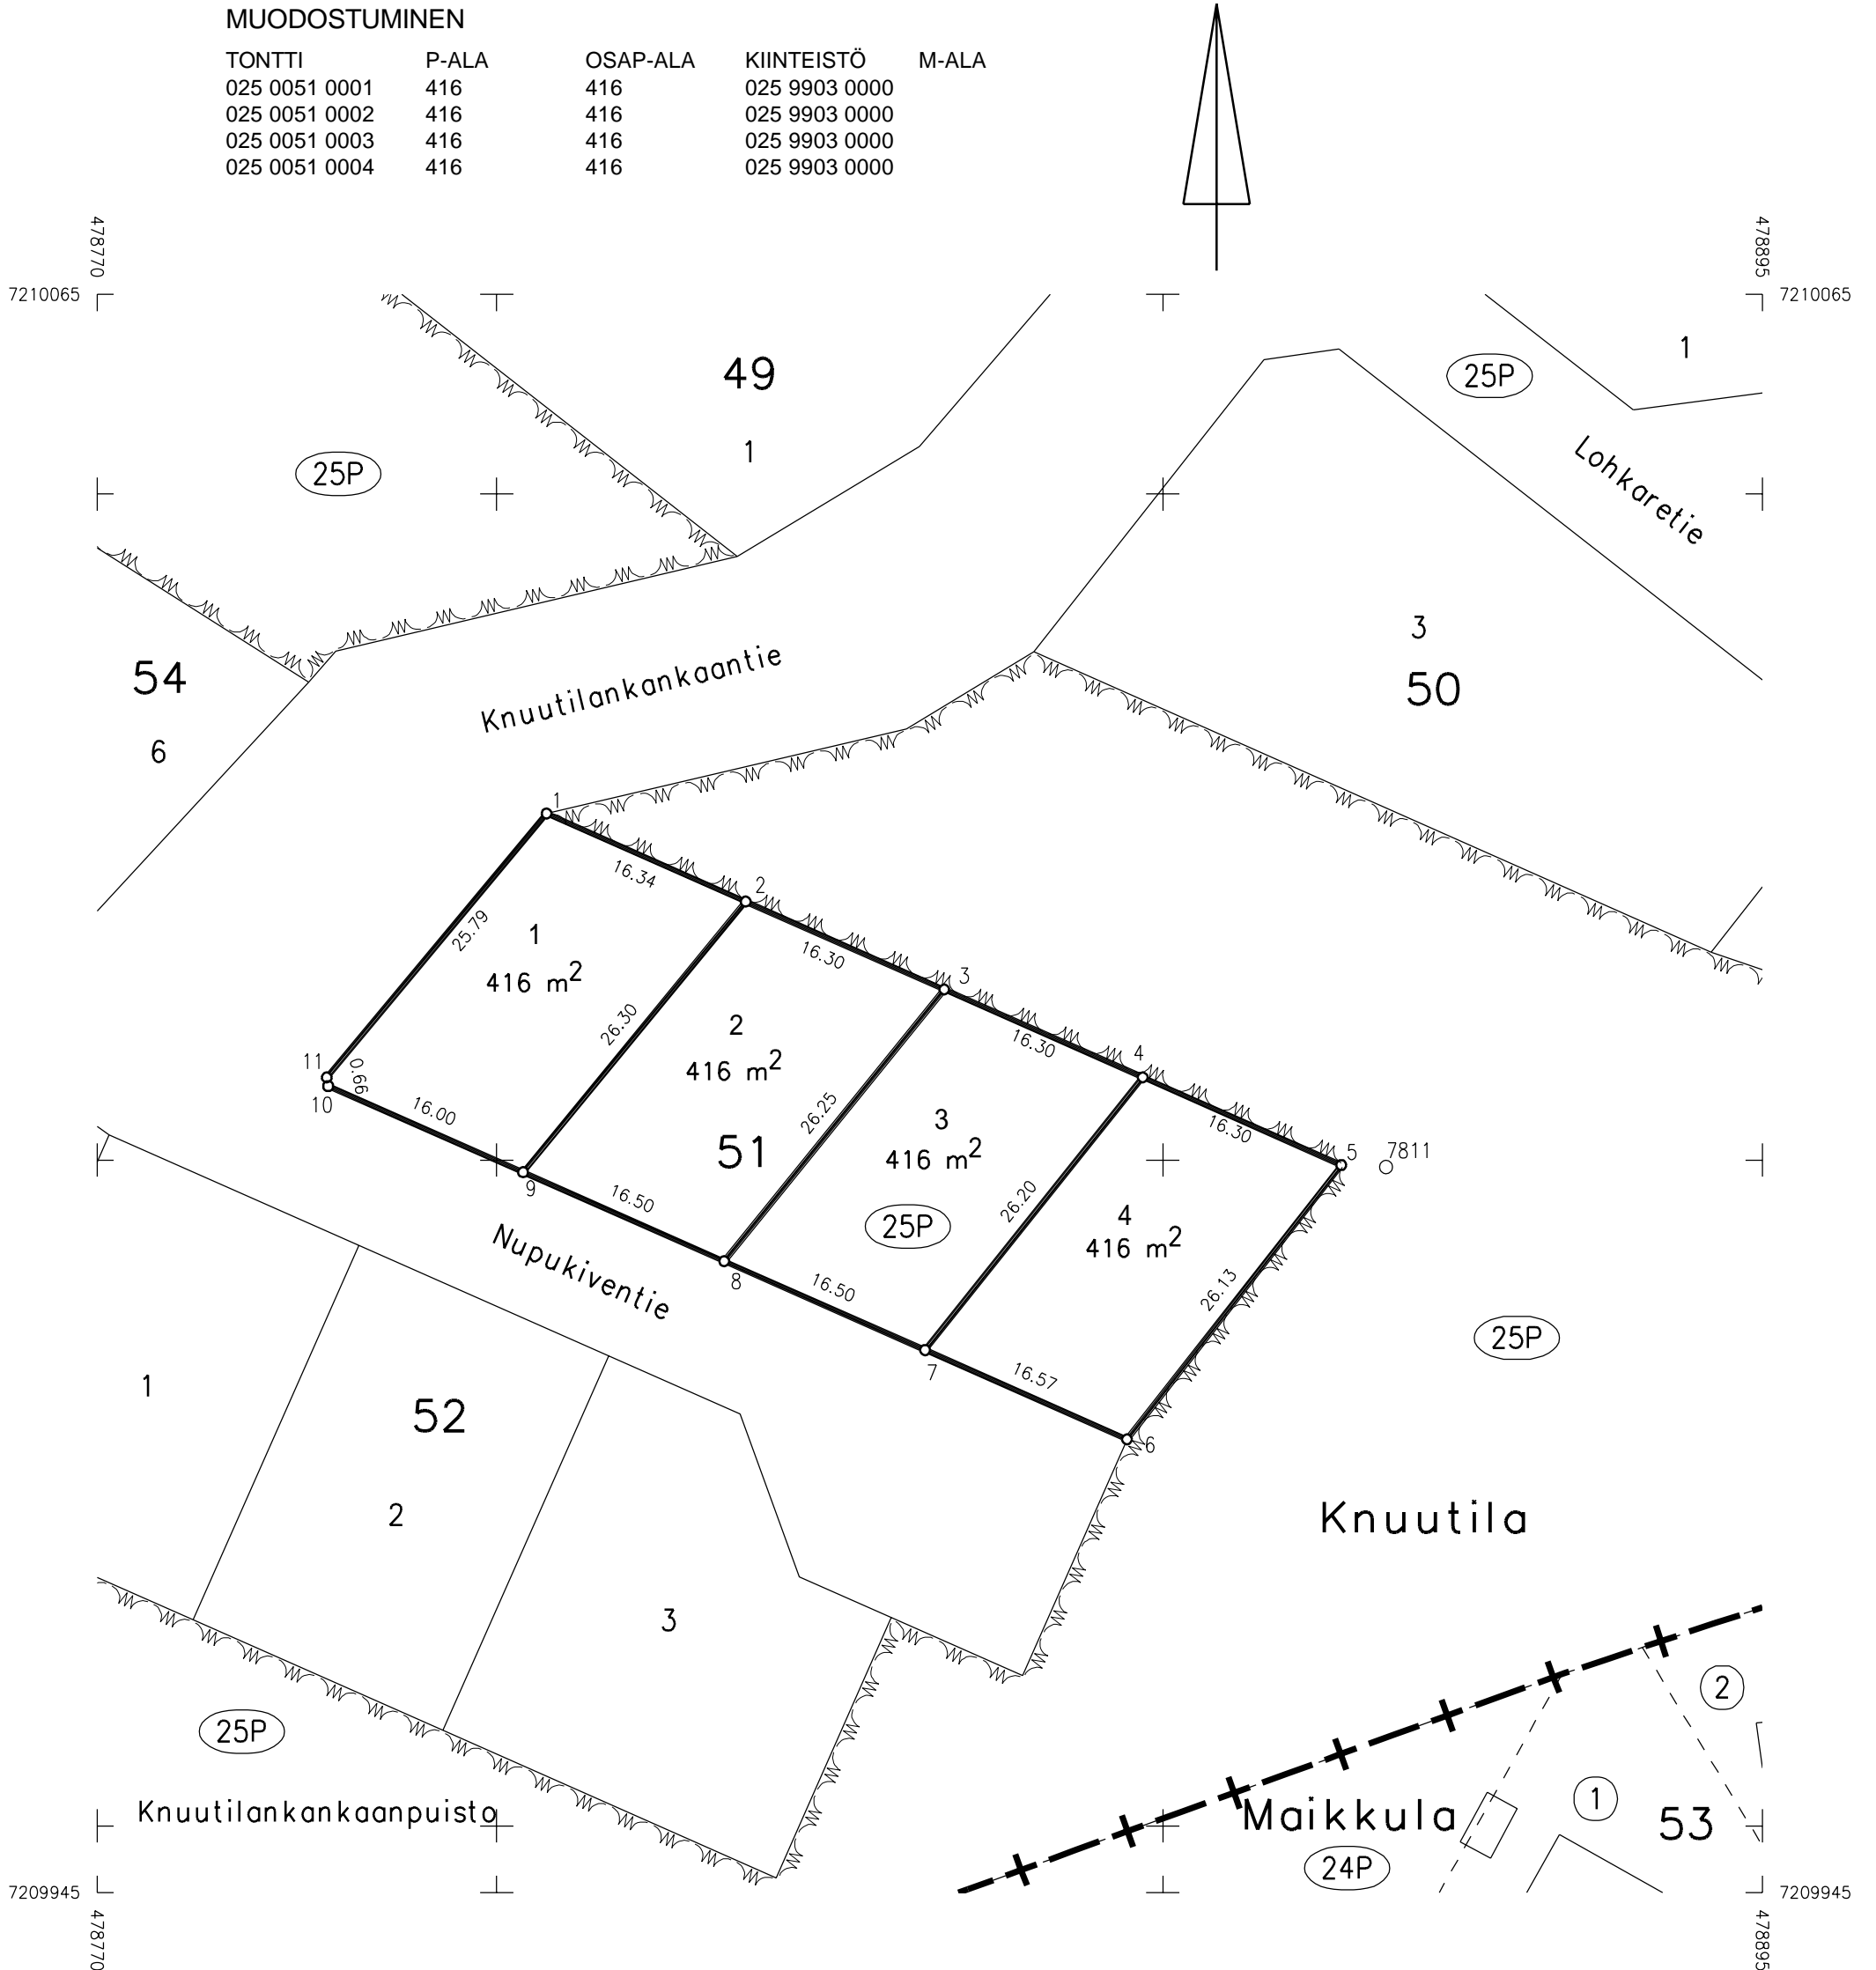 MUODOSTUMINEN
TONTTI P-ALA OSAP-ALA KIINTEISTÖ M-ALA
025 0051 0001 416 416 025 9903 0000
025 0051 0002 416 416 025 9903 0000
025 0051 0003 416 416 025 9903 0000
025 0051 0004 416 416 025 9903 0000
478770
478895
7210065
7210065
49
1
25P
1
25P
Lohkaretie
3
50
54
6
Knuutilankankaantie
1
16.34
2
25.79
1
416 m²
16.30
3
26.30
2
416 m²
16.30
4
11
0.66
10
16.00
26.25
3
416 m²
16.30
5
7811
51
9
16.50
26.20
4
416 m²
25P
Nupukiventie
8
16.50
26.13
25P
7
16.57
6
1
52
2
Knuutila
3
2
25P
1
Knuutilankankaanpuisto
Maikkula
53
24P
7209945
7209945
478770
478895